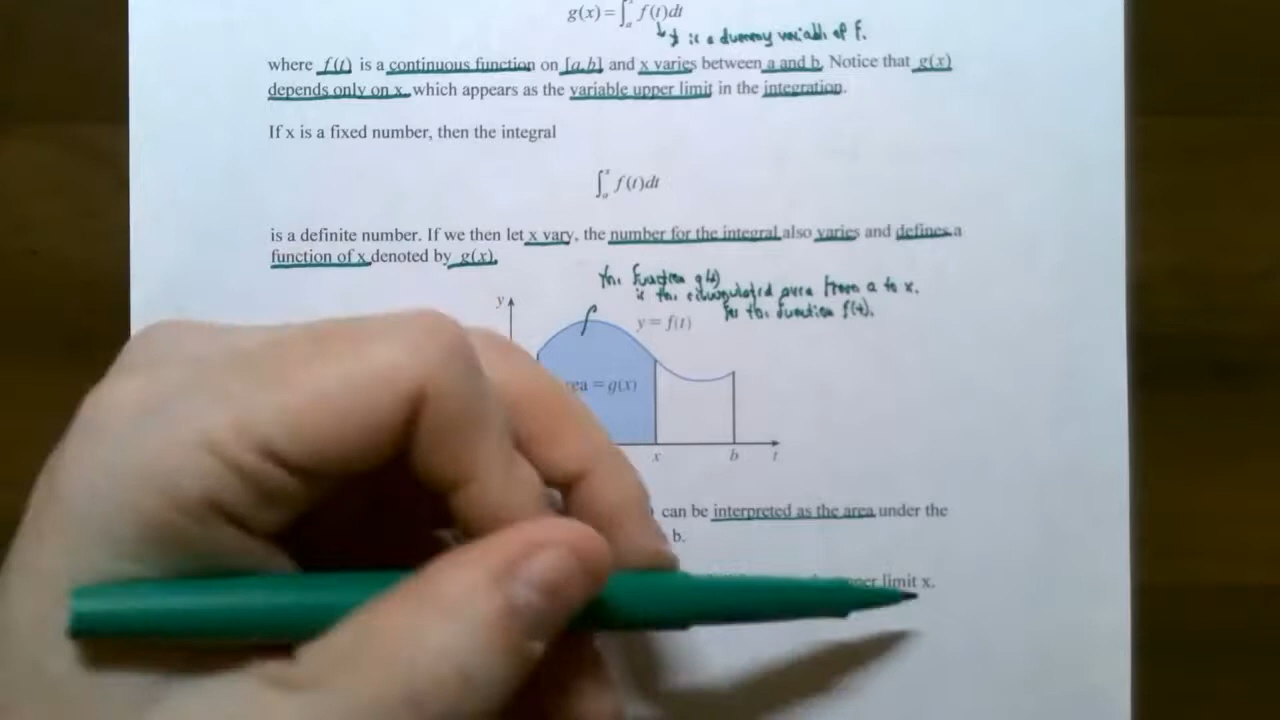 g(x) = ∫ₐˣ f(t)dt
t is a dummy variable of f.
where f(t) is a continuous function on [a,b] and x varies between a and b. Notice that g(x)
depends only on x, which appears as the variable upper limit in the integration.
If x is a fixed number, then the integral
∫ₐˣ f(t)dt
is a definite number. If we then let x vary, the number for the integral also varies and defines a
function of x denoted by g(x).
The function g(x)
is the accumulated area from a to x.
for the function f(t).
y
f
y = f(t)
= g(x)
x b t
can be interpreted as the area under the
b.
limit x.